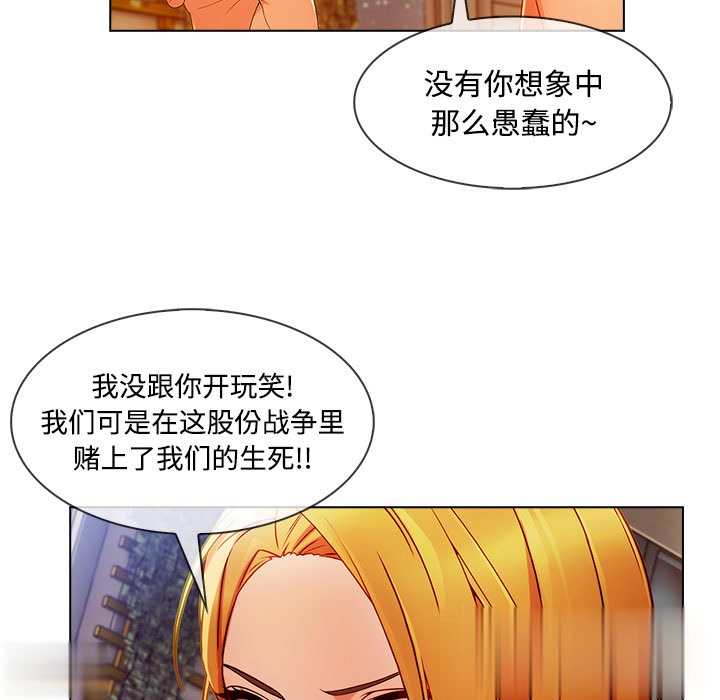 没有你想象中
那么愚蠢的~
我没跟你开玩笑!
我们可是在这股份战争里
赌上了我们的生死!!